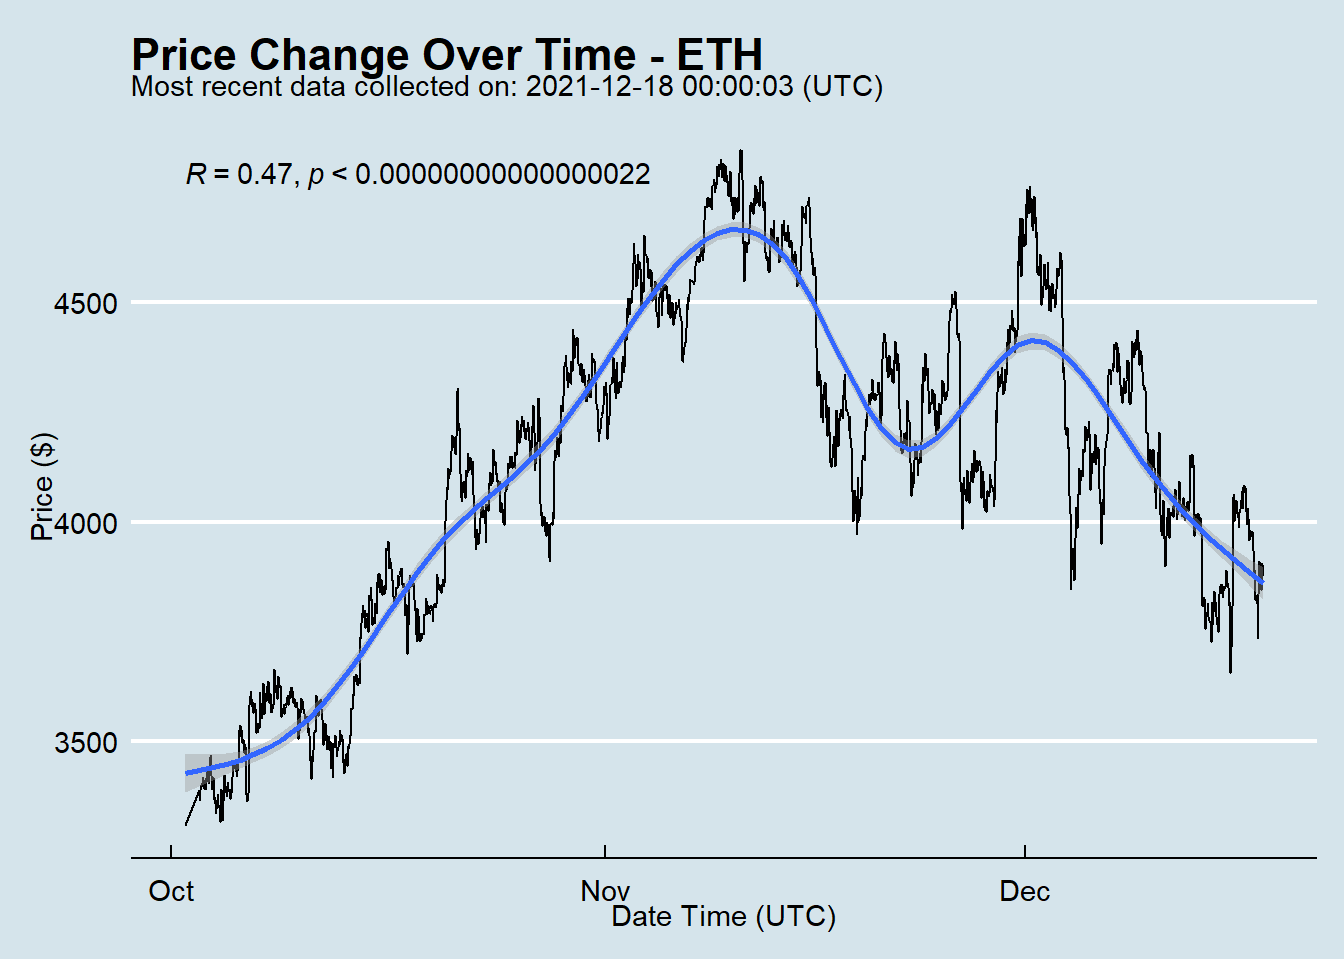 Price Change Over Time - ETH
Most recent data collected on: 2021-12-18 00:00:03 (UTC)
R = 0.47, p < 0.00000000000000022
4500
4000
3500
Price ($)
Oct
Nov
Dec
Date Time (UTC)